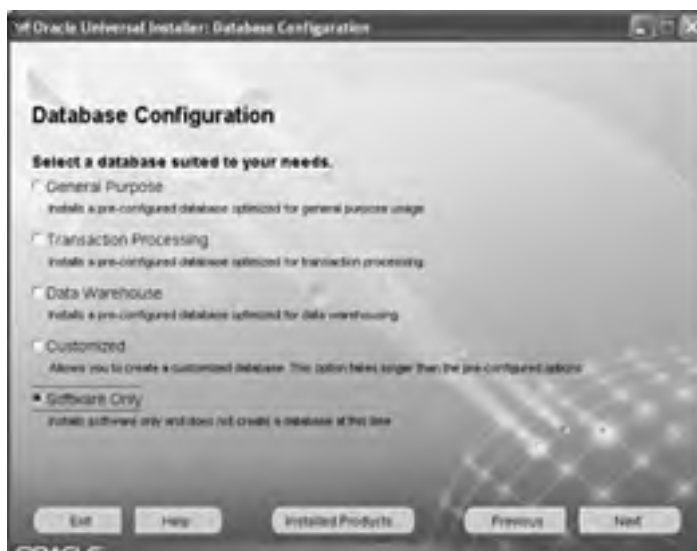 Oracle Universal Installer: Database Configuration
Database Configuration
Select a database suited to your needs.
General Purpose
Installs a pre-configured database optimized for general purpose usage
Transaction Processing
Installs a pre-configured database optimized for transaction processing
Data Warehouse
Installs a pre-configured database optimized for data warehousing
Customized
Allows you to create a customized database. This option takes longer than the pre-configured options
Software Only
Installs software only and does not create a database at this time
Exit
Help
Installed Products
Previous
Next
ORACLE